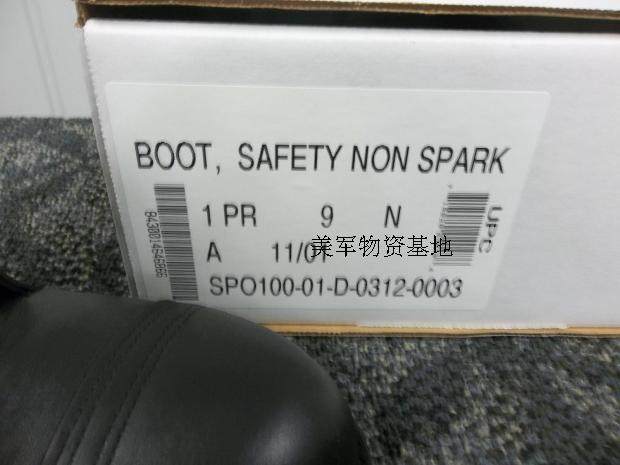 BOOT, SAFETY NON SPARK
1 PR 9 N
A 11/01
SPO100-01-D-0312-0003
UPC
美军物资基地